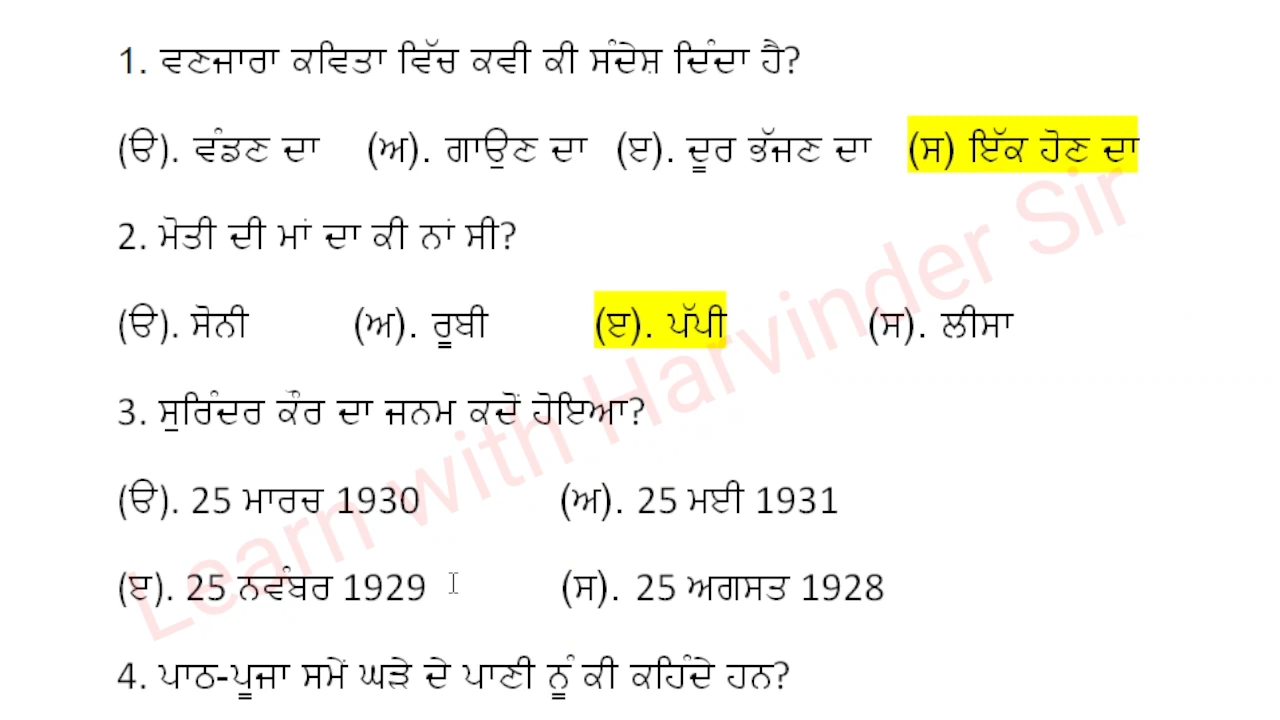 1. ਵਣਜਾਰਾ ਕਵਿਤਾ ਵਿੱਚ ਕਵੀ ਕੀ ਸੰਦੇਸ਼ ਦਿੰਦਾ ਹੈ?
(ੳ). ਵੰਡਣ ਦਾ (ਅ). ਗਾਉਣ ਦਾ (ੲ). ਦੂਰ ਭੱਜਣ ਦਾ (ਸ) ਇੱਕ ਹੋਣ ਦਾ
2. ਮੋਤੀ ਦੀ ਮਾਂ ਦਾ ਕੀ ਨਾਂ ਸੀ?
(ੳ). ਸੋਨੀ (ਅ). ਰੂਬੀ (ੲ). ਪੱਪੀ (ਸ). ਲੀਸਾ
3. ਸੁਰਿੰਦਰ ਕੌਰ ਦਾ ਜਨਮ ਕਦੋਂ ਹੋਇਆ?
(ੳ). 25 ਮਾਰਚ 1930 (ਅ). 25 ਮਈ 1931
(ੲ). 25 ਨਵੰਬਰ 1929 (ਸ). 25 ਅਗਸਤ 1928
4. ਪਾਠ-ਪੂਜਾ ਸਮੇਂ ਘੜੇ ਦੇ ਪਾਣੀ ਨੂੰ ਕੀ ਕਹਿੰਦੇ ਹਨ?
Learn with Harvinder Sir